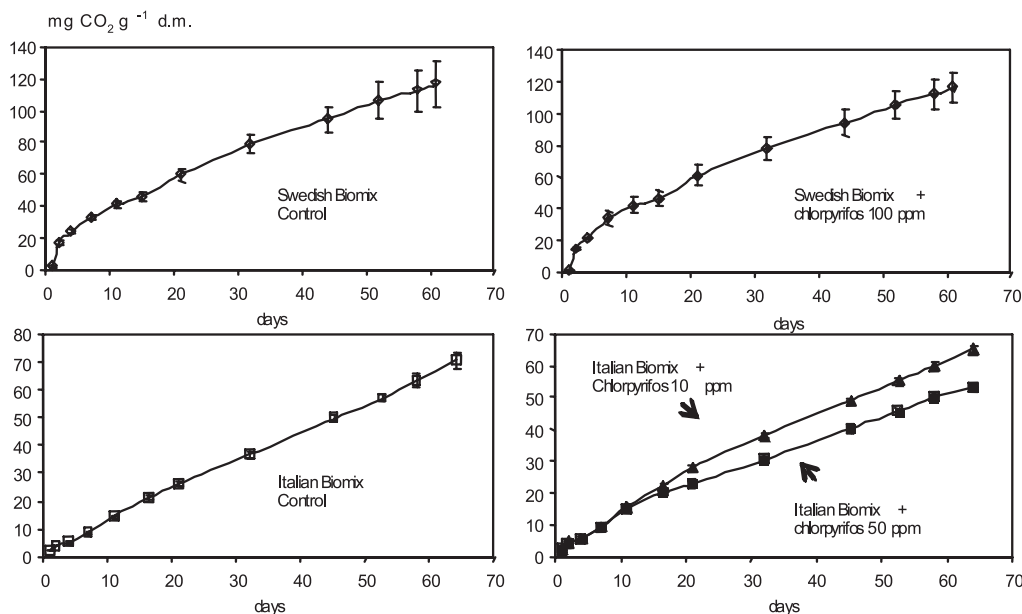 mg CO₂ g ⁻¹ d.m.
140
120
100
80
60
40
20
0
Swedish Biomix
Control
0 10 20 30 40 50 60 70
days
140
120
100
80
60
40
20
0
Swedish Biomix +
chlorpyrifos 100 ppm
0 10 20 30 40 50 60 70
days
80
70
60
50
40
30
20
10
0
Italian Biomix
Control
0 10 20 30 40 50 60 70
days
70
60
50
40
30
20
10
0
Italian Biomix +
Chlorpyrifos 10 ppm
Italian Biomix +
chlorpyrifos 50 ppm
0 10 20 30 40 50 60 70
days